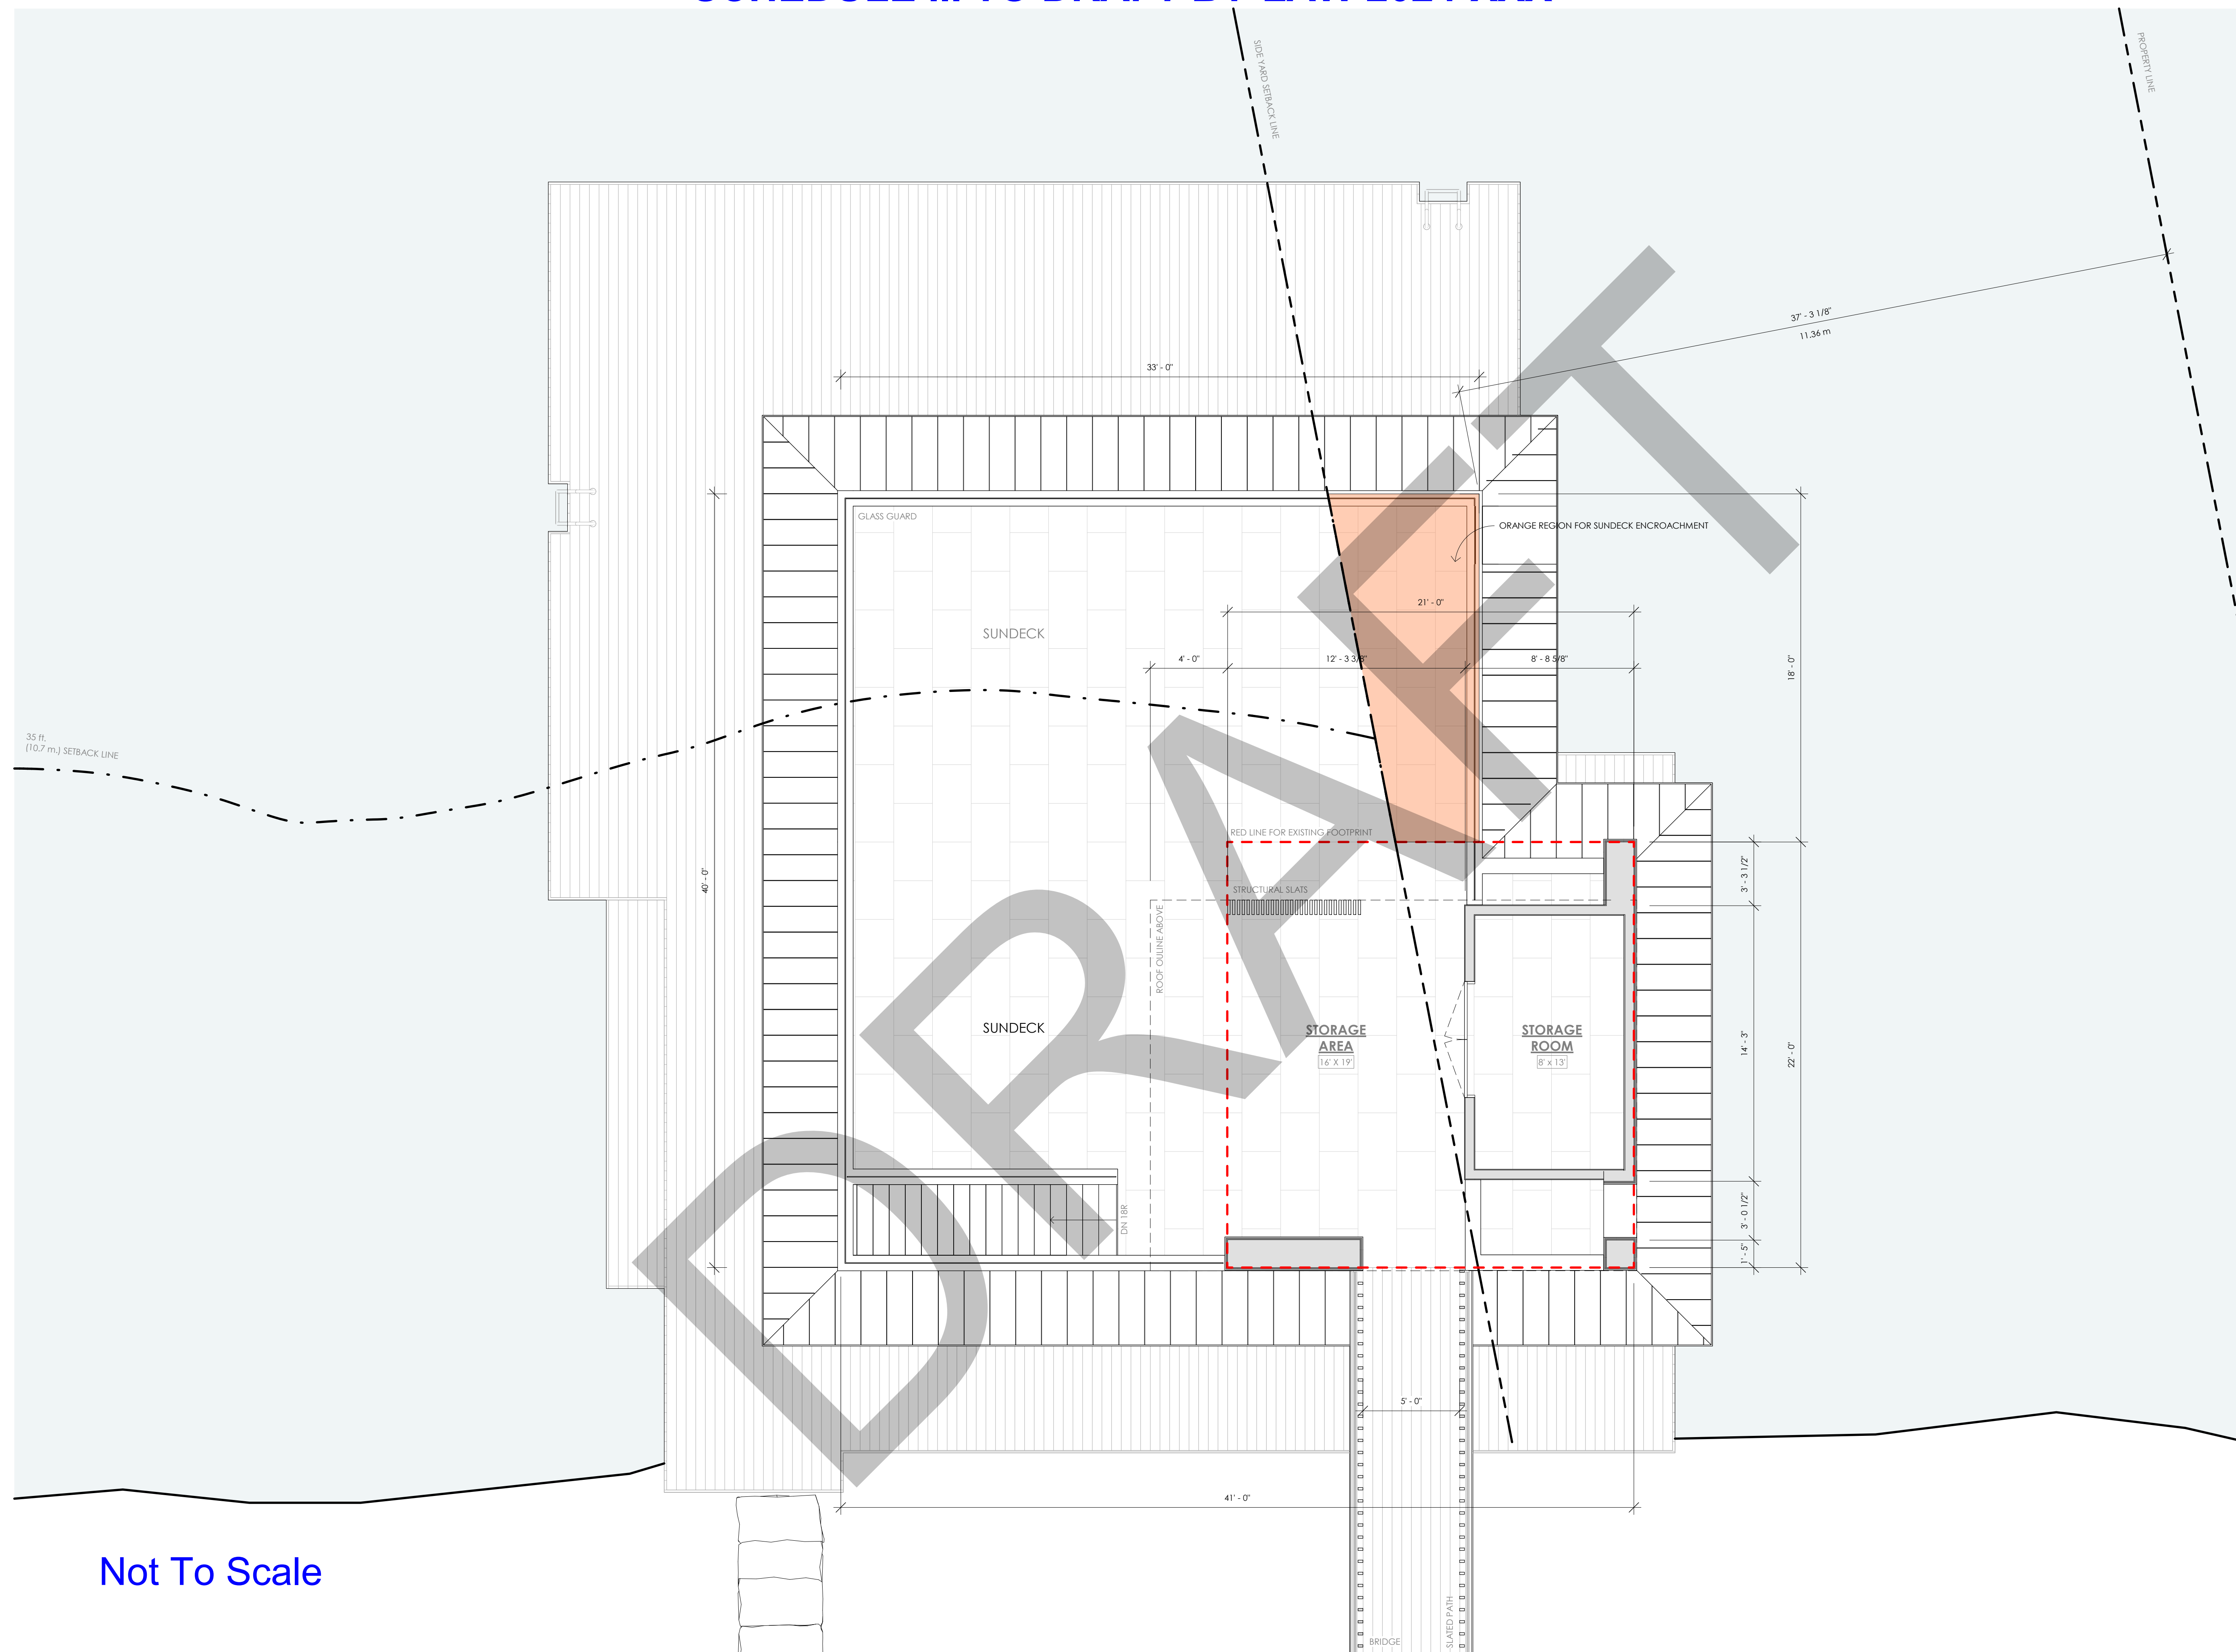 SIDE YARD SETBACK LINE
PROPERTY LINE
37' - 3 1/8"
11.36 m
33' - 0"
GLASS GUARD
ORANGE REGION FOR SUNDECK ENCROACHMENT
21' - 0"
SUNDECK
4' - 0"
12' - 3 3/8"
8' - 8 5/8"
18' - 0"
35 ft.
(10.7 m.) SETBACK LINE
RED LINE FOR EXISTING FOOTPRINT
40' - 0"
3' - 3 1/2"
STRUCTURAL SLATS
ROOF OULINE ABOVE
SUNDECK
STORAGE
AREA
16' X 19'
STORAGE
ROOM
8' x 13'
14' - 3"
22' - 0"
DN 18R
3' - 0 1/2"
1' - 5"
5' - 0"
41' - 0"
Not To Scale
BRIDGE
SLATED PATH
DRAFT